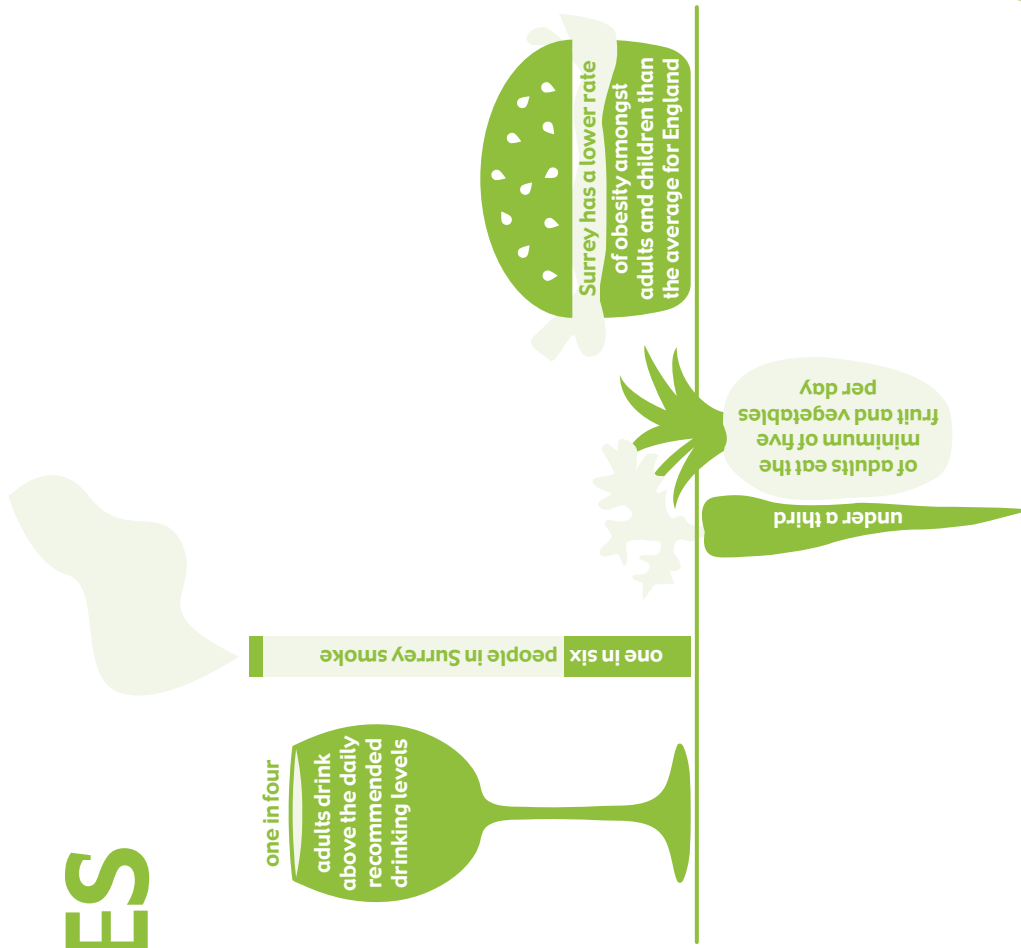 ES
one in four
adults drink
above the daily
recommended
drinking levels
one in six people in Surrey smoke
under a third
of adults eat the
minimum of five
fruit and vegetables
per day
Surrey has a lower rate
of obesity amongst
adults and children than
the average for England